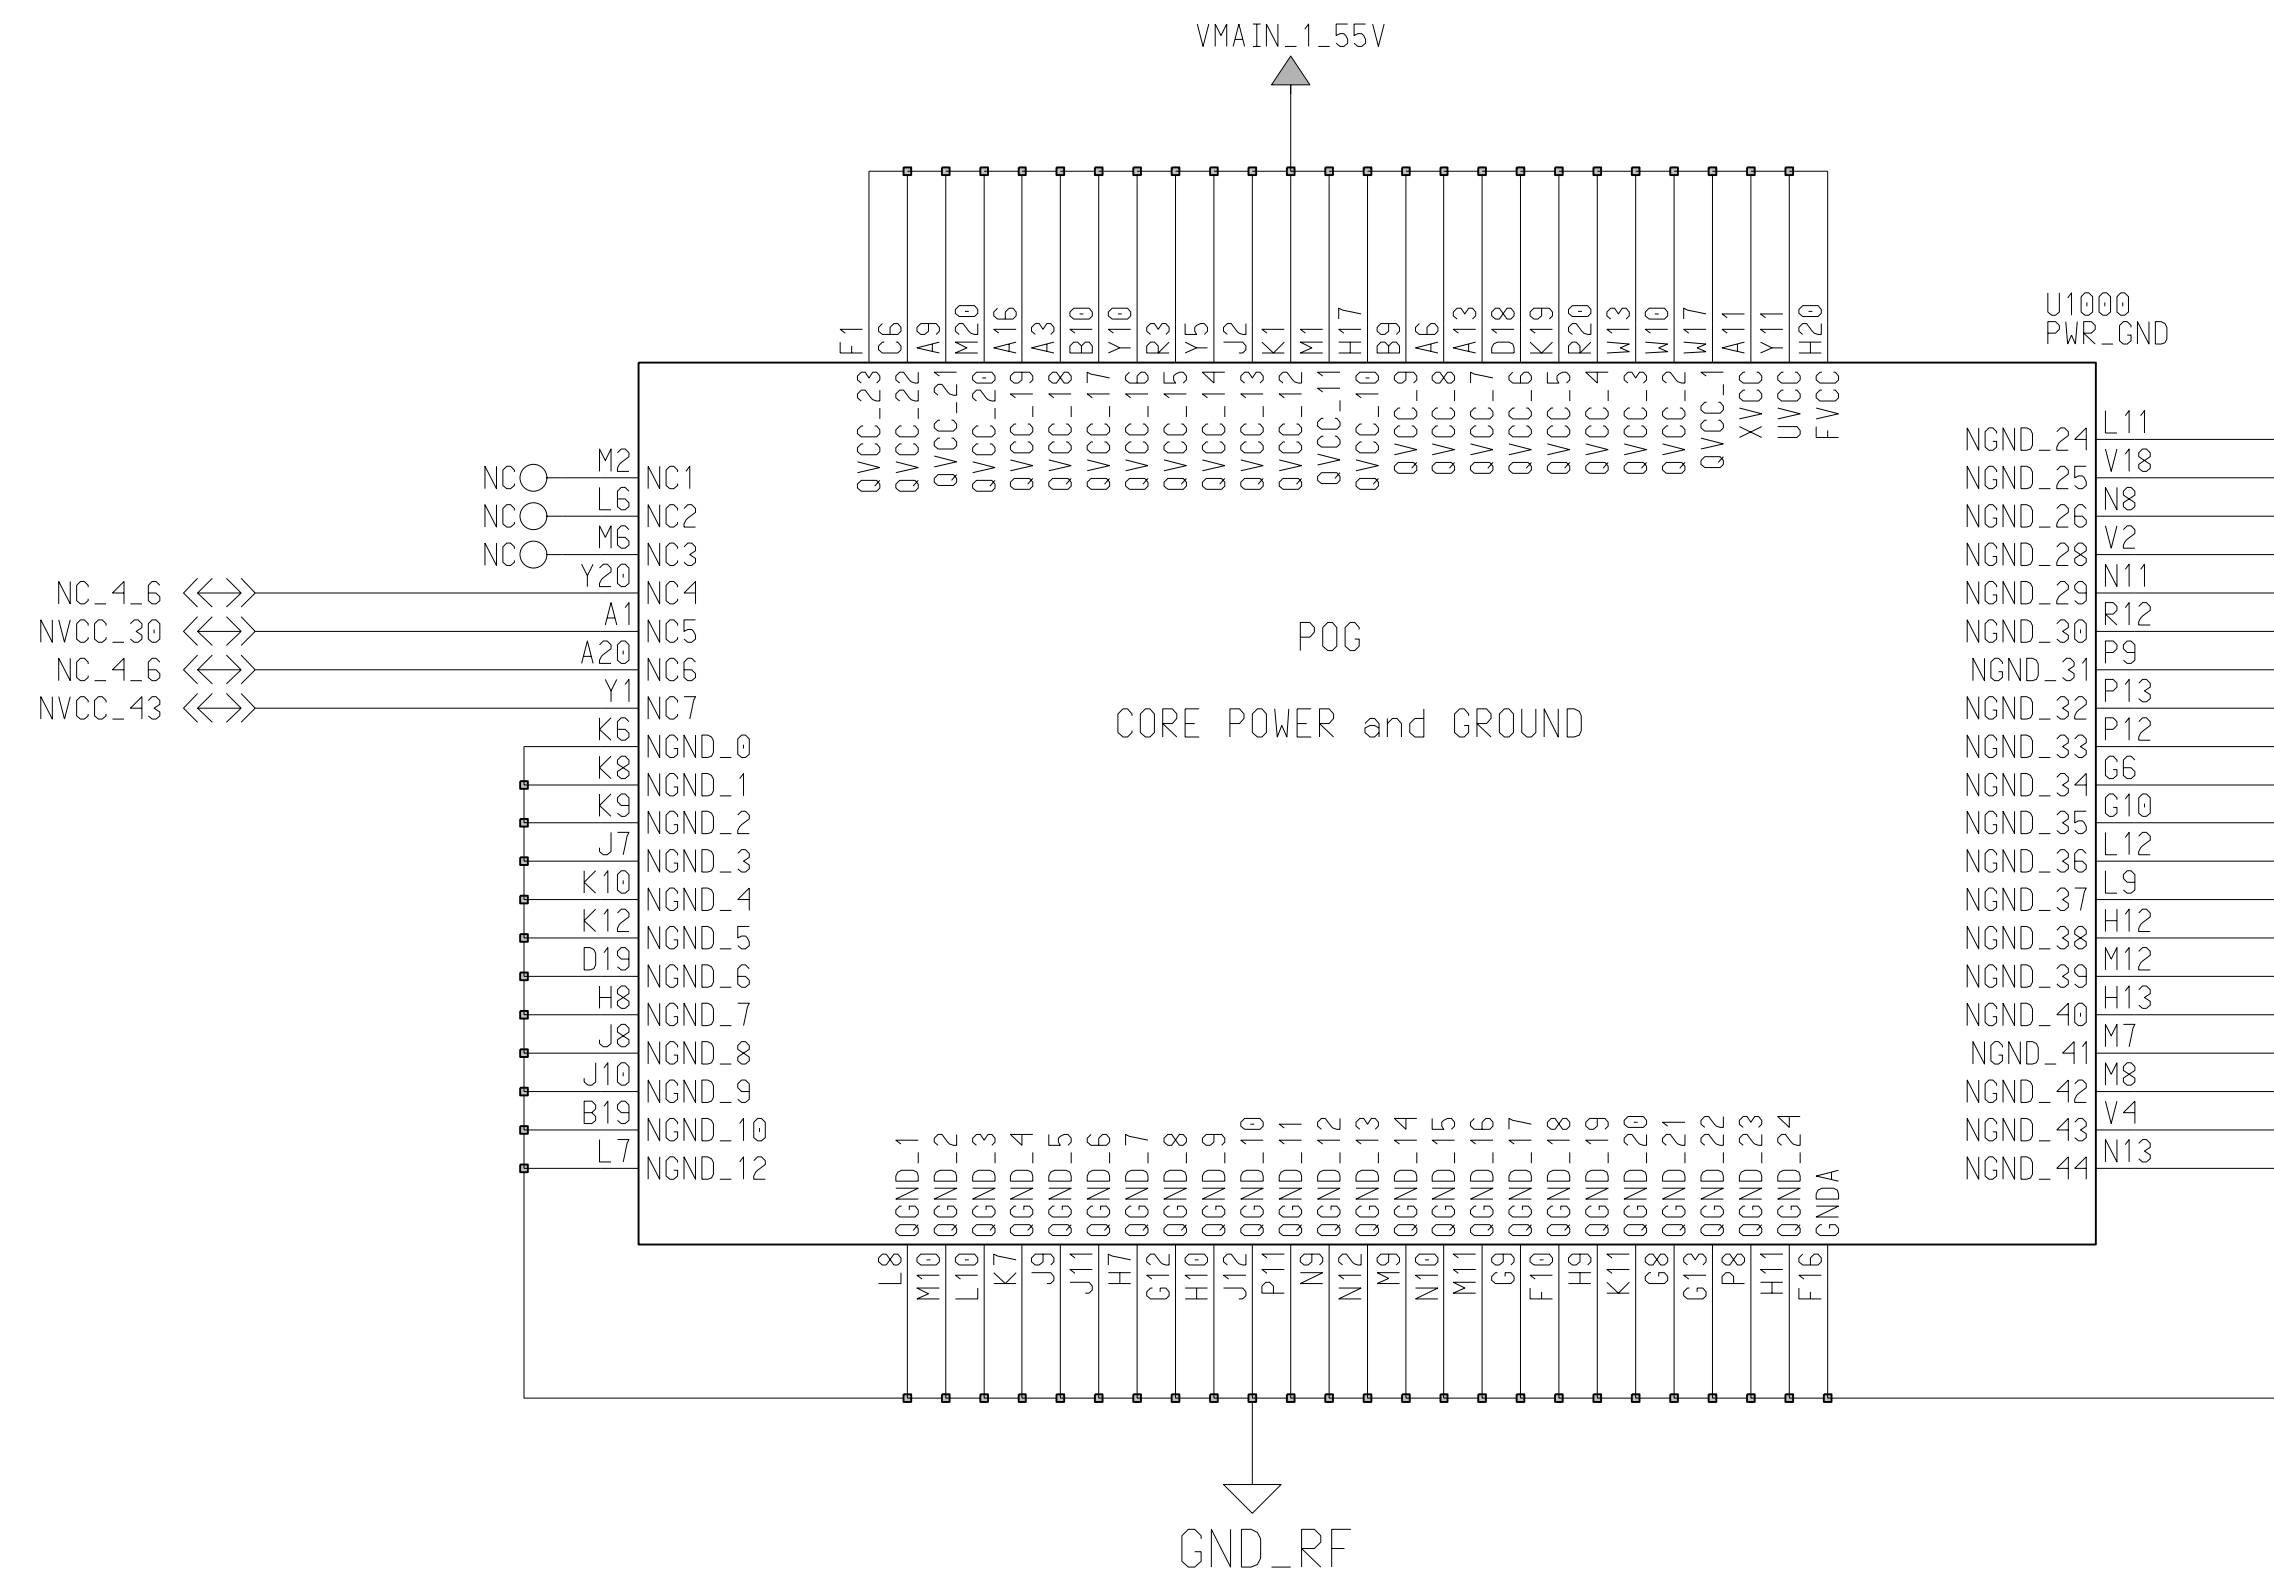 VMAIN_1_55V
F1 C6 A9 M20 A16 A3 B10 Y10 R3 Y5 J2 K1 M1 H17 B9 A6 A13 D18 K19 R20 W13 W10 W17 A11 Y11 H20
U1000
PWR_GND
QVCC_23 QVCC_22 QVCC_21 QVCC_20 QVCC_19 QVCC_18 QVCC_17 QVCC_16 QVCC_15 QVCC_14 QVCC_13 QVCC_12 QVCC_11 QVCC_10 QVCC_9 QVCC_8 QVCC_7 QVCC_6 QVCC_5 QVCC_4 QVCC_3 QVCC_2 QVCC_1 XVCC UVCC FVCC
NC M2 NC1
NC L6 NC2
NC M6 NC3
NC_4_6 Y20 NC4
NVCC_30 A1 NC5
NC_4_6 A20 NC6
NVCC_43 Y1 NC7
K6 NGND_0
K8 NGND_1
K9 NGND_2
J7 NGND_3
K10 NGND_4
K12 NGND_5
D19 NGND_6
H8 NGND_7
J8 NGND_8
J10 NGND_9
B19 NGND_10
L7 NGND_12
POG
CORE POWER and GROUND
NGND_24 L11
NGND_25 V18
NGND_26 N8
NGND_28 V2
NGND_29 N11
NGND_30 R12
NGND_31 P9
NGND_32 P13
NGND_33 P12
NGND_34 G6
NGND_35 G10
NGND_36 L12
NGND_37 L9
NGND_38 H12
NGND_39 M12
NGND_40 H13
NGND_41 M7
NGND_42 M8
NGND_43 V4
NGND_44 N13
QGND_1 QGND_2 QGND_3 QGND_4 QGND_5 QGND_6 QGND_7 QGND_8 QGND_9 QGND_10 QGND_11 QGND_12 QGND_13 QGND_14 QGND_15 QGND_16 QGND_17 QGND_18 QGND_19 QGND_20 QGND_21 QGND_22 QGND_23 QGND_24 GNDA
L8 M10 L10 K7 J9 J11 H7 G12 H10 J12 P11 N9 N12 M9 N10 M11 G9 F10 H9 K11 G8 G13 P8 H11 F16
GND_RF